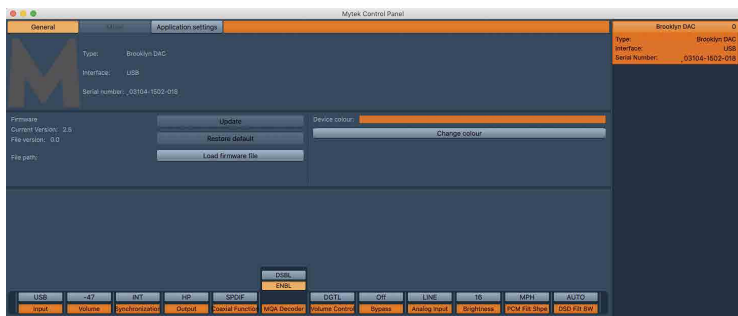 Mytek Control Panel
General
Application settings
Brooklyn DAC 0
Type: Brooklyn DAC
Interface: USB
Serial Number: _03104-1502-018
M
Type: Brooklyn DAC
Interface: USB
Serial number: _03104-1502-018
Firmware
Current Version: 2.5
File version: 0.0
File path:
Update
Restore default
Load firmware file
Device colour:
Change colour
DSBL
ENBL
USB -47 INT HP SPDIF DGTL Off LINE 16 MPH AUTO
Input Volume Synchronization Output Coaxial Function MQA Decoder Volume Control Bypass Analog Input Brightness PCM Filt Shpe DSD Filt BW